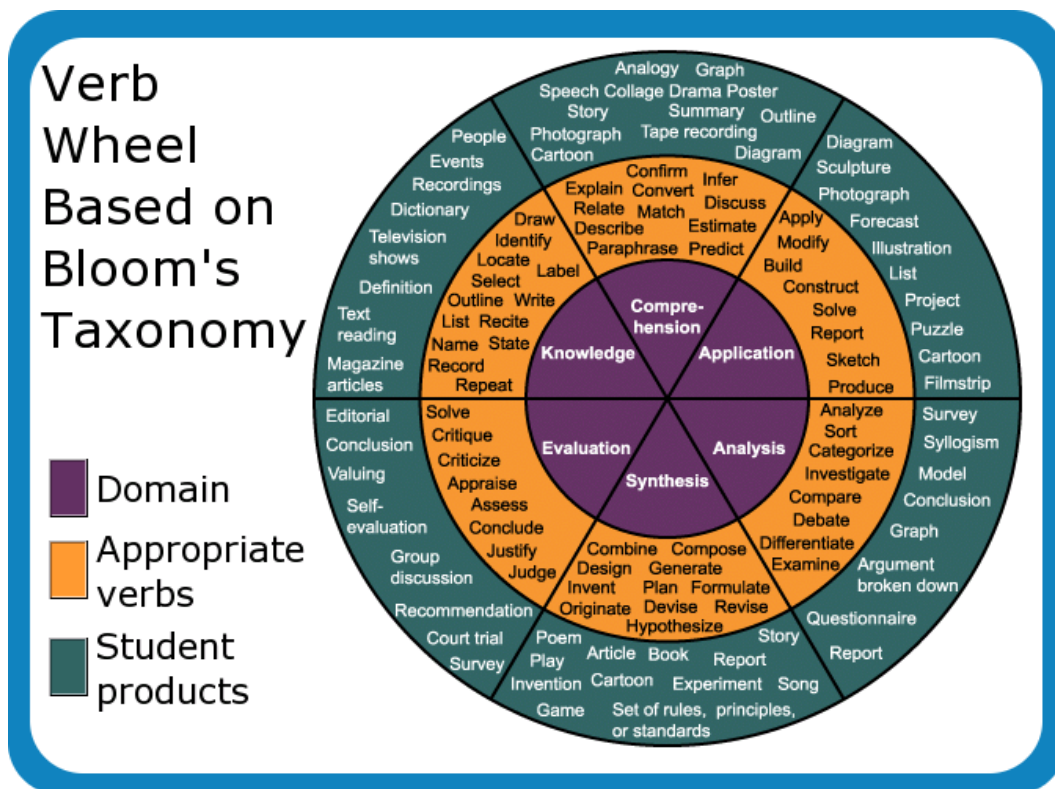 Verb
Wheel
Based on
Bloom's
Taxonomy
Domain
Appropriate
verbs
Student
products
Compre-
hension
Application
Analysis
Synthesis
Evaluation
Knowledge
Confirm
Explain Convert Infer
Relate Match Discuss
Describe Estimate
Paraphrase Predict
Apply
Modify
Build
Construct
Solve
Report
Sketch
Produce
Analyze
Sort
Categorize
Investigate
Compare
Debate
Differentiate
Examine
Combine Compose
Design Generate
Invent Plan Formulate
Originate Devise Revise
Hypothesize
Solve
Critique
Criticize
Appraise
Assess
Conclude
Justify
Judge
Draw
Identify
Locate
Select Label
Outline Write
List Recite
Name State
Record
Repeat
Analogy Graph
Speech Collage Drama Poster
Story Summary Outline
Photograph Tape recording
Cartoon Diagram
Diagram
Sculpture
Photograph
Forecast
Illustration
List
Project
Puzzle
Cartoon
Filmstrip
Survey
Syllogism
Model
Conclusion
Graph
Argument
broken down
Questionnaire
Report
Poem Story
Play Article Book Report
Invention Cartoon Experiment Song
Game Set of rules, principles,
or standards
Editorial
Conclusion
Valuing
Self-
evaluation
Group
discussion
Recommendation
Court trial
Survey
People
Events
Recordings
Dictionary
Television
shows
Definition
Text
reading
Magazine
articles